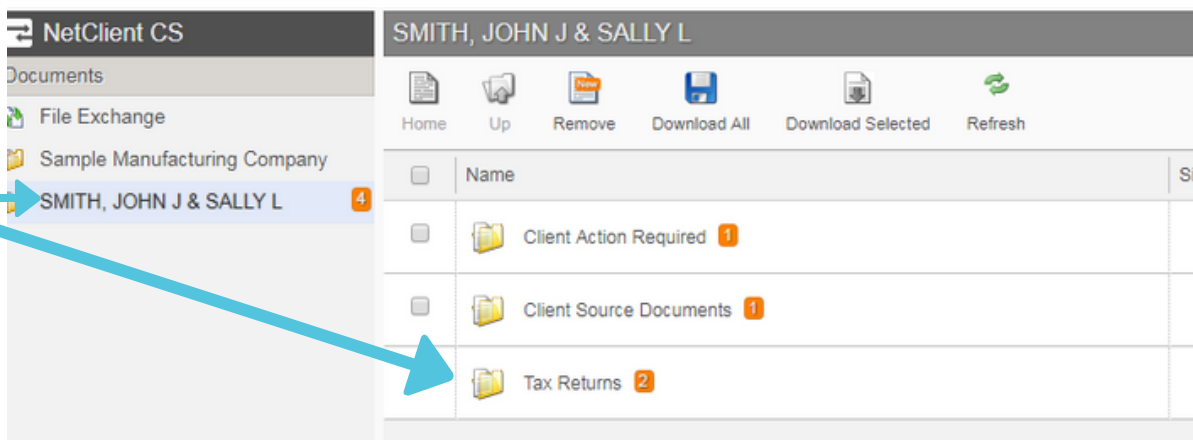 NetClient CS
Documents
File Exchange
Sample Manufacturing Company
SMITH, JOHN J & SALLY L 4
SMITH, JOHN J & SALLY L
Home Up Remove Download All Download Selected Refresh
Name
Client Action Required 1
Client Source Documents 1
Tax Returns 2